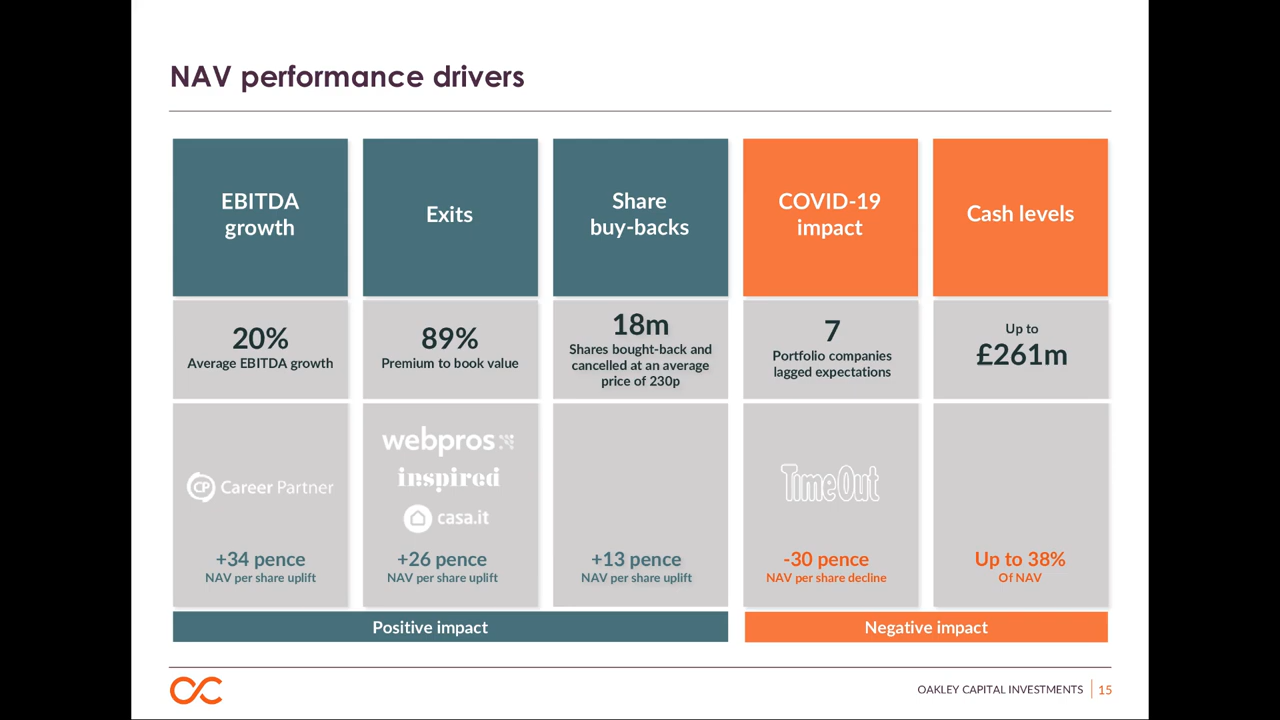 NAV performance drivers
EBITDA
growth
Exits
Share
buy-backs
COVID-19
impact
Cash levels
20%
Average EBITDA growth
89%
Premium to book value
18m
Shares bought-back and
cancelled at an average
price of 230p
7
Portfolio companies
lagged expectations
Up to
£261m
CP Career Partner
webpros
inspired
casa.it
TimeOut
+34 pence
NAV per share uplift
+26 pence
NAV per share uplift
+13 pence
NAV per share uplift
-30 pence
NAV per share decline
Up to 38%
Of NAV
Positive impact
Negative impact
OAKLEY CAPITAL INVESTMENTS 15